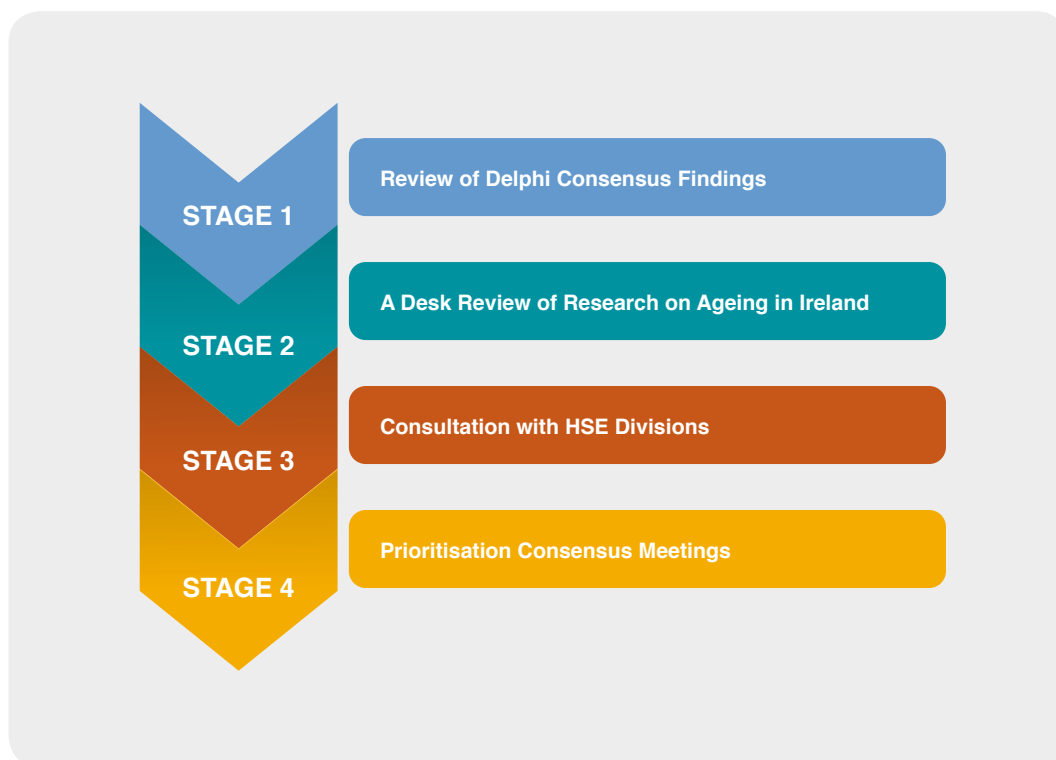 STAGE 1
Review of Delphi Consensus Findings
STAGE 2
A Desk Review of Research on Ageing in Ireland
STAGE 3
Consultation with HSE Divisions
STAGE 4
Prioritisation Consensus Meetings